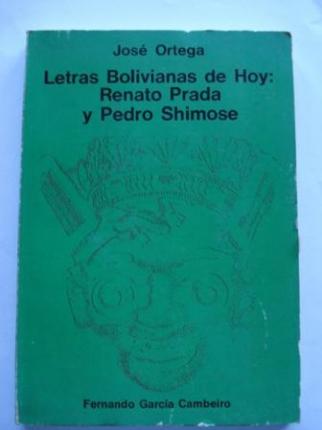 José Ortega
Letras Bolivianas de Hoy:
Renato Prada
y Pedro Shimose
Fernando García Cambeiro